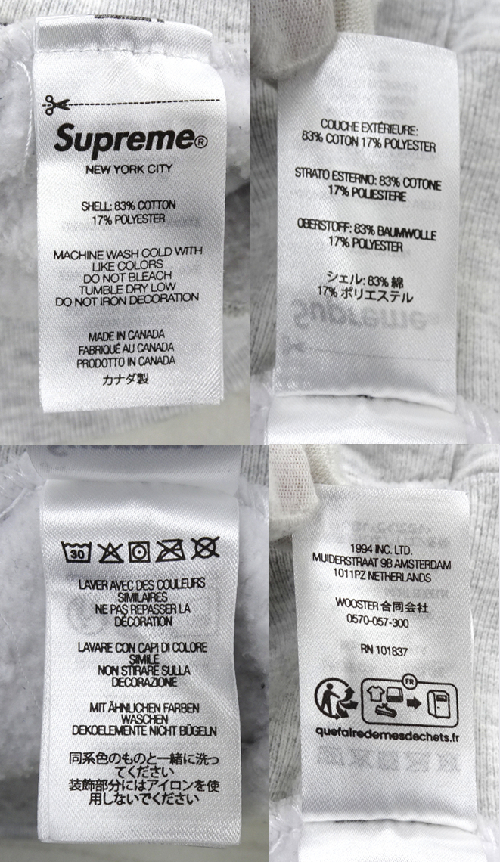 Supreme®
NEW YORK CITY
SHELL: 83% COTTON
17% POLYESTER
MACHINE WASH COLD WITH
LIKE COLORS
DO NOT BLEACH
TUMBLE DRY LOW
DO NOT IRON DECORATION
MADE IN CANADA
FABRIQUÉ AU CANADA
PRODOTTO IN CANADA
カナダ製
COUCHE EXTÉRIEURE:
83% COTON 17% POLYESTER
STRATO ESTERNO: 83% COTONE
17% POLIESTERE
OBERSTOFF: 83% BAUMWOLLE
17% POLYESTER
シェル: 83% 綿
17% ポリエステル
30
LAVER AVEC DES COULEURS
SIMILAIRES
NE PAS REPASSER LA
DÉCORATION
LAVARE CON CAPI DI COLORE
SIMILE
NON STIRARE SULLA
DECORAZIONE
MIT ÄHNLICHEN FARBEN
WASCHEN
DEKOELEMENTE NICHT BÜGELN
同系色のものと一緒に洗っ
てください
装飾部分にはアイロンを使
用しないでください
1994 INC. LTD.
MUIDERSTRAAT 9B AMSTERDAM
1011PZ NETHERLANDS
WOOSTER 合同会社
0570-057-300
RN 101837
FR
quefairedemesdechets.fr